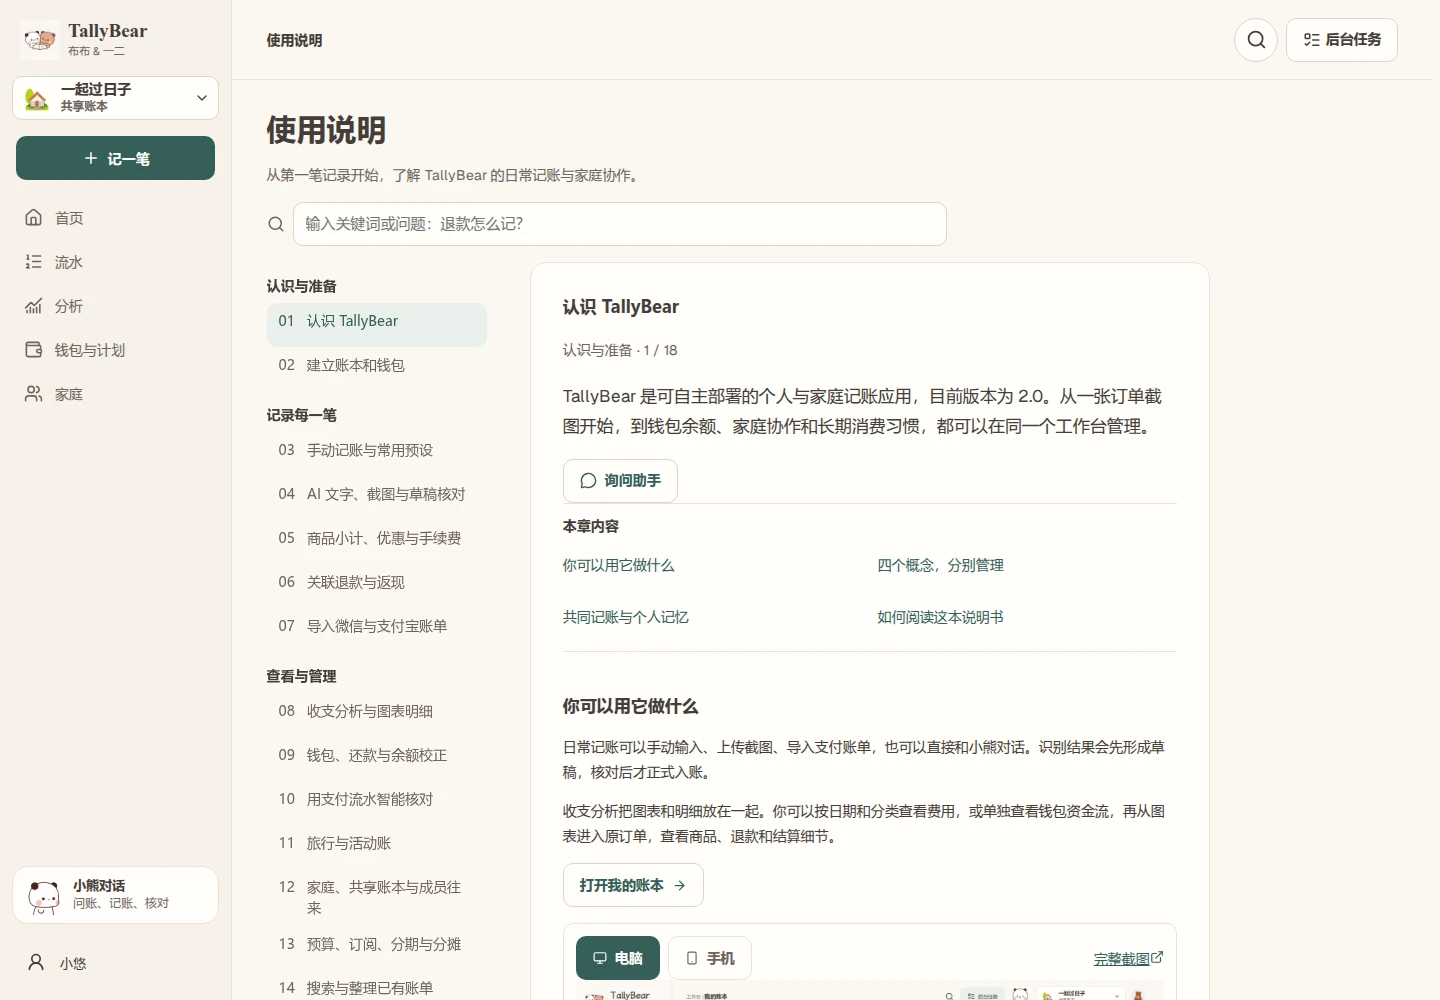 TallyBear
布布 & 一二
一起过日子
共享账本
记一笔
首页
流水
分析
钱包与计划
家庭
小熊对话
问账、记账、核对
小悠
使用说明
后台任务
使用说明
从第一笔记录开始，了解 TallyBear 的日常记账与家庭协作。
输入关键词或问题：退款怎么记？
认识与准备
01 认识 TallyBear
02 建立账本和钱包
记录每一笔
03 手动记账与常用预设
04 AI 文字、截图与草稿核对
05 商品小计、优惠与手续费
06 关联退款与返现
07 导入微信与支付宝账单
查看与管理
08 收支分析与图表明细
09 钱包、还款与余额校正
10 用支付流水智能核对
11 旅行与活动账
12 家庭、共享账本与成员往
来
13 预算、订阅、分期与分摊
14 搜索与整理已有账单
认识 TallyBear
认识与准备 · 1 / 18
TallyBear 是可自主部署的个人与家庭记账应用，目前版本为 2.0。从一张订单截
图开始，到钱包余额、家庭协作和长期消费习惯，都可以在同一个工作台管理。
询问助手
本章内容
你可以用它做什么
四个概念，分别管理
共同记账与个人记忆
如何阅读这本说明书
你可以用它做什么
日常记账可以手动输入、上传截图、导入支付账单，也可以直接和小熊对话。识别结果会先形成草
稿，核对后才正式入账。
收支分析把图表和明细放在一起。你可以按日期和分类查看费用，或单独查看钱包资金流，再从图
表进入原订单，查看商品、退款和结算细节。
打开我的账本
电脑
手机
完整截图
TallyBear
工作台 / 我的账本
后台任务
一起过日子